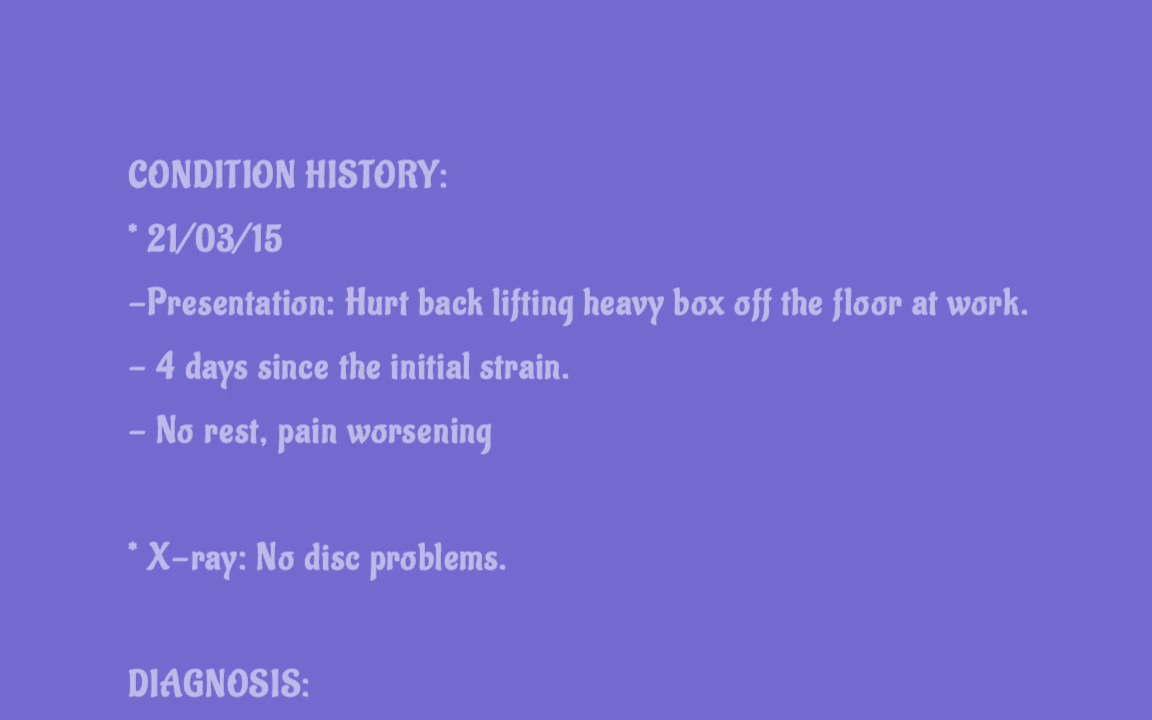 CONDITION HISTORY:
* 21/03/15
-Presentation: Hurt back lifting heavy box off the floor at work.
- 4 days since the initial strain.
- No rest, pain worsening
* X-ray: No disc problems.
DIAGNOSIS: